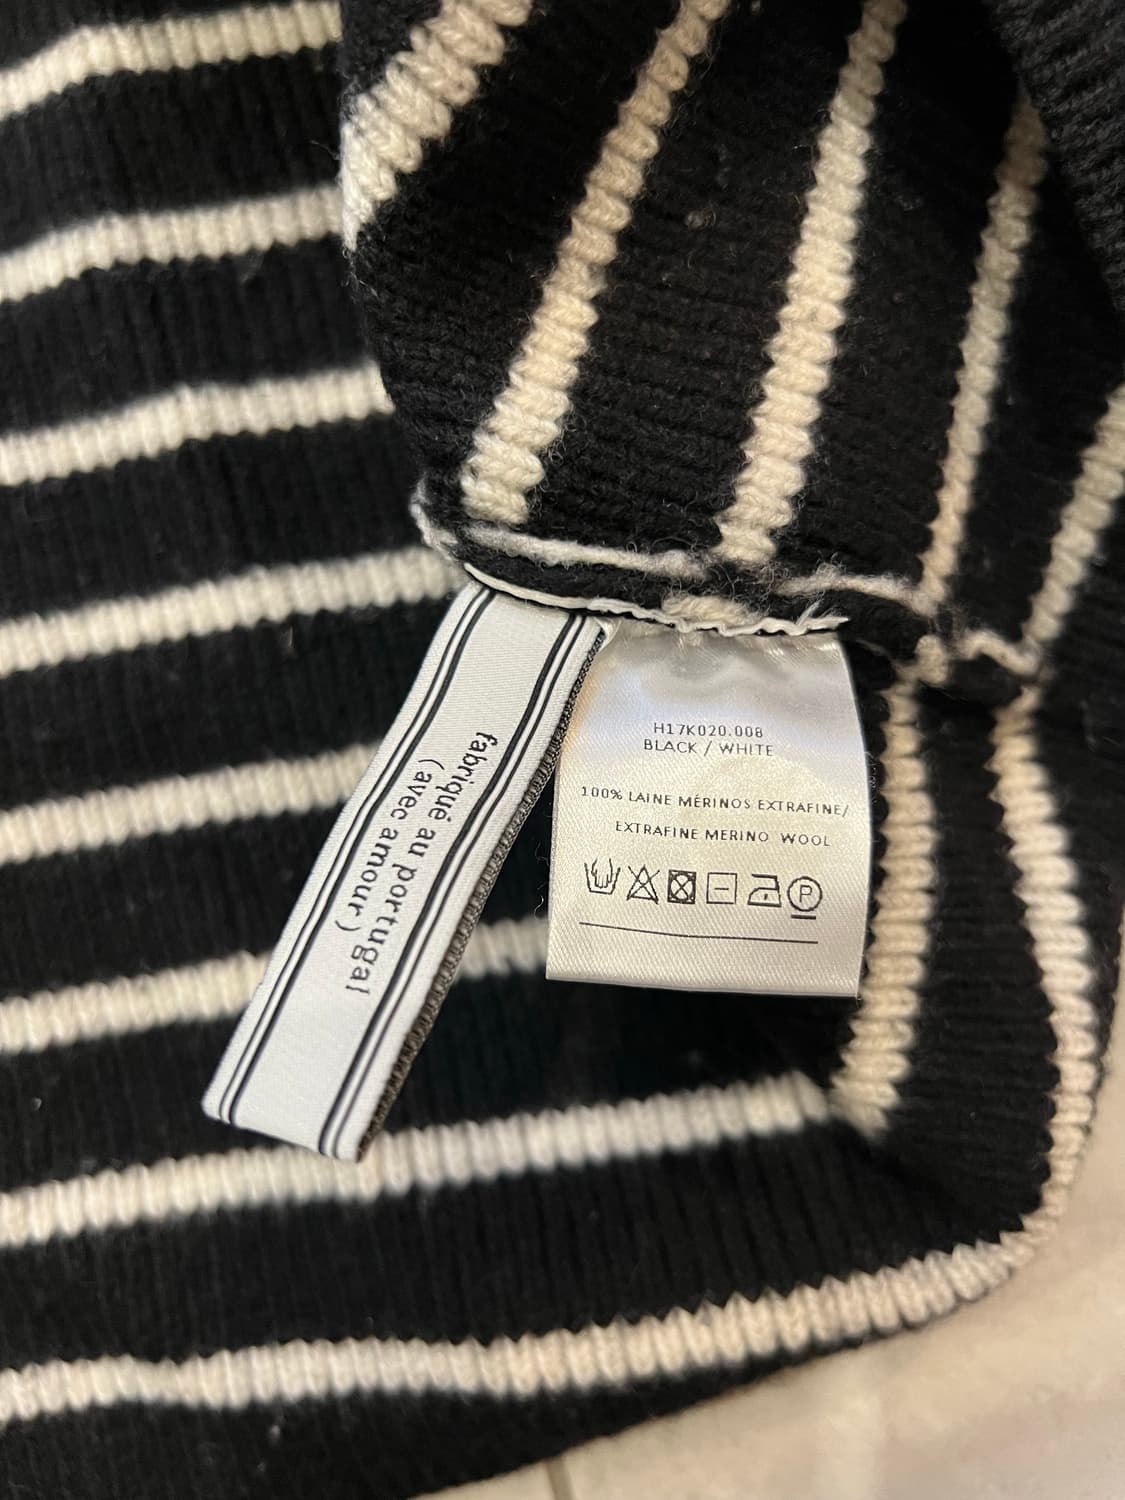 fabriqué au portugal
(avec amour)
H17K020.008
BLACK / WHITE
100% LAINE MÉRINOS EXTRAFINE/
EXTRAFINE MERINO WOOL
P